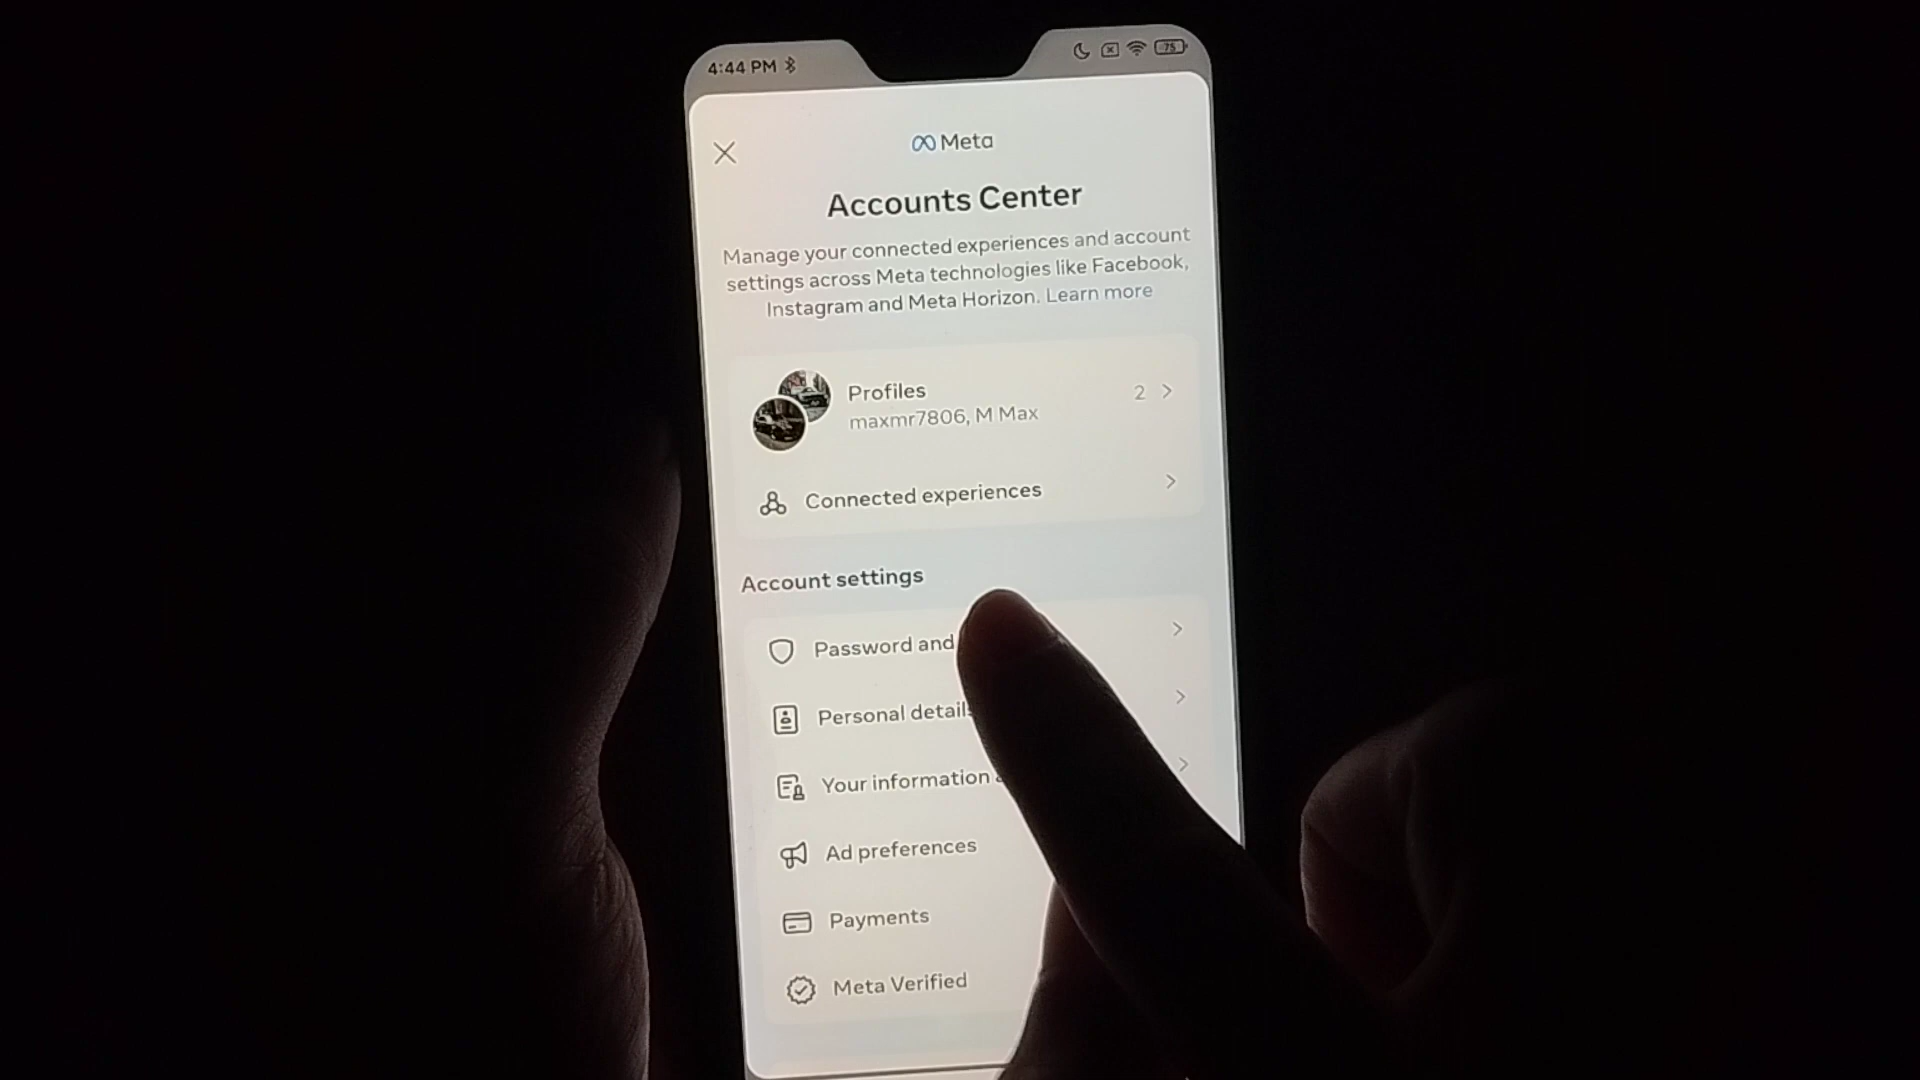 4:44 PM
75
Meta
Accounts Center
Manage your connected experiences and account
settings across Meta technologies like Facebook,
Instagram and Meta Horizon. Learn more
Profiles
2
maxmr7806, M Max
Connected experiences
Account settings
Password and
Personal details
Your information
Ad preferences
Payments
Meta Verified